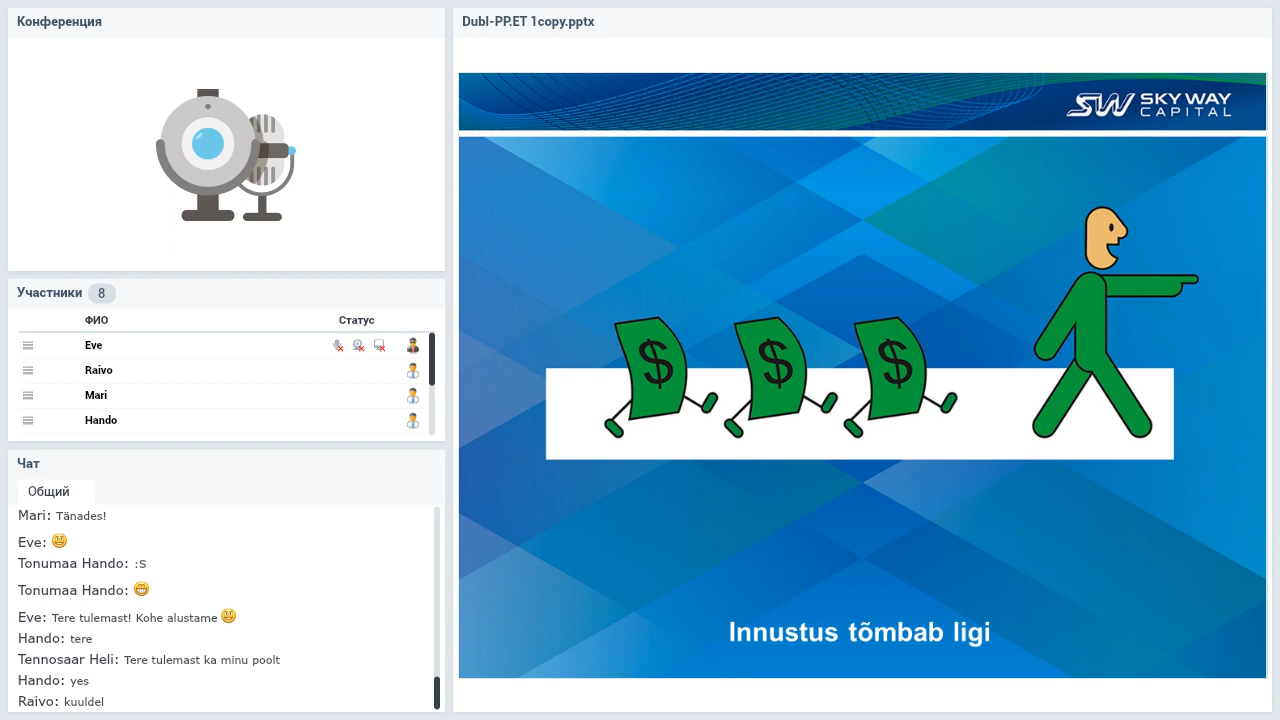 Конференция
Участники 8
ФИО Статус
Eve
Raivo
Mari
Hando
Чат
Общий
Mari: Tänades!
Eve:
Tonumaa Hando: :S
Tonumaa Hando:
Eve: Tere tulemast! Kohe alustame
Hando: tere
Tennosaar Heli: Tere tulemast ka minu poolt
Hando: yes
Raivo: kuuldel
Dubl-PP.ET 1copy.pptx
SW SKY WAY
CAPITAL
$ $ $
Innustus tõmbab ligi